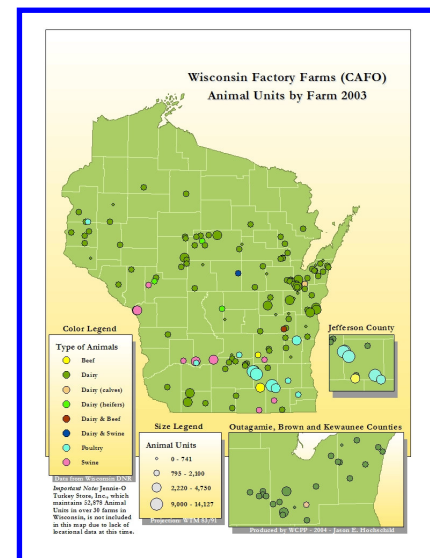 Wisconsin Factory Farms (CAFO)
Animal Units by Farm 2003
Color Legend
Type of Animals
Beef
Dairy
Dairy (calves)
Dairy (heifers)
Dairy & Beef
Dairy & Swine
Poultry
Swine
Data from Wisconsin DNR
Important Note: Jennie-O
Turkey Store, Inc., which
maintains 52,878 Animal
Units in over 30 farms in
Wisconsin, is not included
in this map due to lack of
locational data at this time.
Size Legend
Animal Units
0 - 741
795 - 2,100
2,220 - 4,750
9,000 - 14,127
Jefferson County
Outagamie, Brown and Kewaunee Counties
Produced by WCPP - 2004 - Jason E.